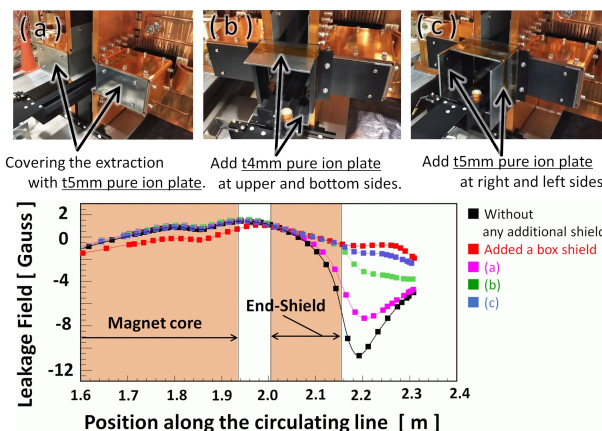 (a)
(b)
(c)
Covering the extraction
with t5mm pure ion plate.
Add t4mm pure ion plate
at upper and bottom sides.
Add t5mm pure ion plate
at right and left sides
Leakage Field [ Gauss ]
2
0
-4
-8
-12
Magnet core
End-Shield
Without
any additional shield
Added a box shield
(a)
(b)
(c)
1.6
1.7
1.8
1.9
2.0
2.1
2.2
2.3
2.4
Position along the circulating line [ m ]